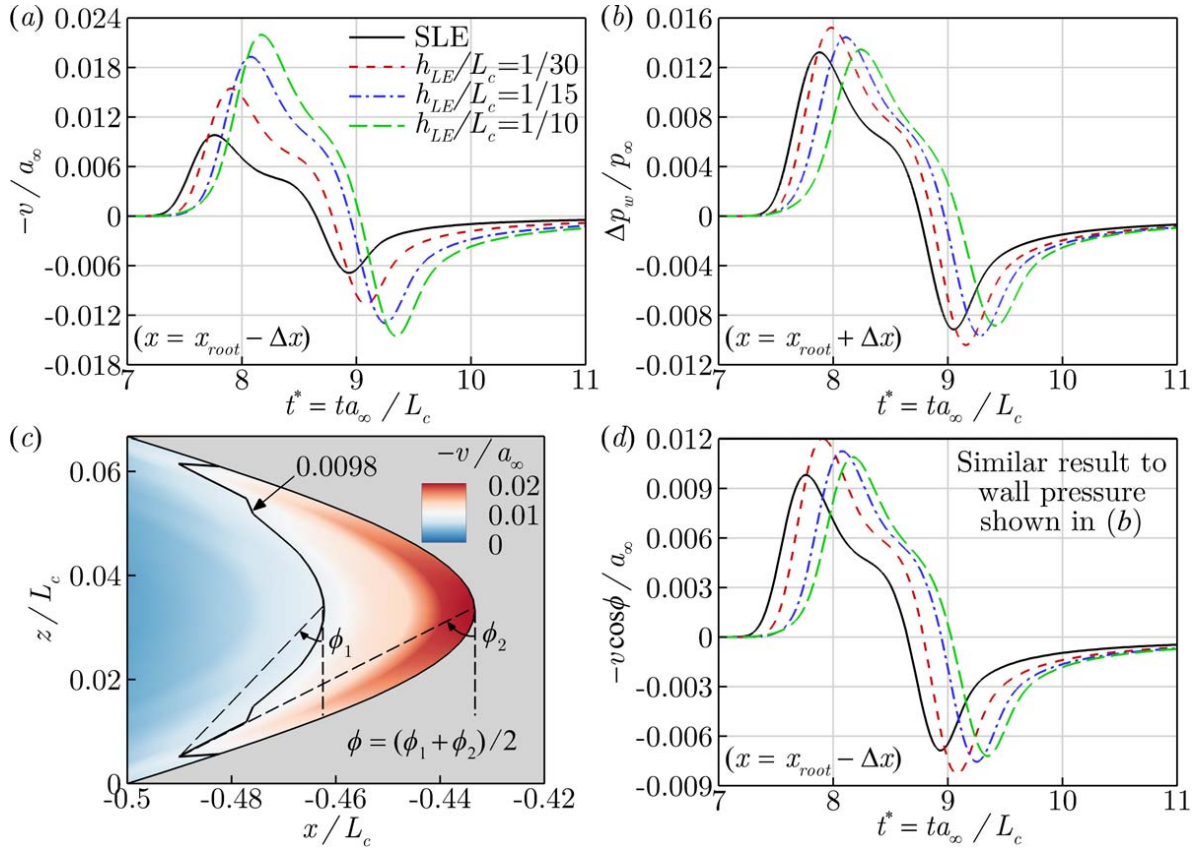 (a)
0.024
0.018
0.012
0.006
0
-0.006
-0.012
-0.018
-v / a∞
SLE
h_LE/L_c=1/30
h_LE/L_c=1/15
h_LE/L_c=1/10
(x = x_root − Δx)
7 8 9 10 11
t* = ta∞ / L_c
(b)
0.016
0.012
0.008
0.004
0
-0.004
-0.008
-0.012
Δp_w / p∞
(x = x_root + Δx)
7 8 9 10 11
t* = ta∞ / L_c
(c)
0.06
0.04
0.02
0
z / L_c
0.0098
-v / a∞
0.02
0.01
0
ϕ₁
ϕ₂
ϕ = (ϕ₁+ϕ₂)/2
-0.5 -0.48 -0.46 -0.44 -0.42
x / L_c
(d)
0.012
0.009
0.006
0.003
0
-0.003
-0.006
-0.009
-v cosϕ / a∞
Similar result to
wall pressure
shown in (b)
(x = x_root − Δx)
7 8 9 10 11
t* = ta∞ / L_c